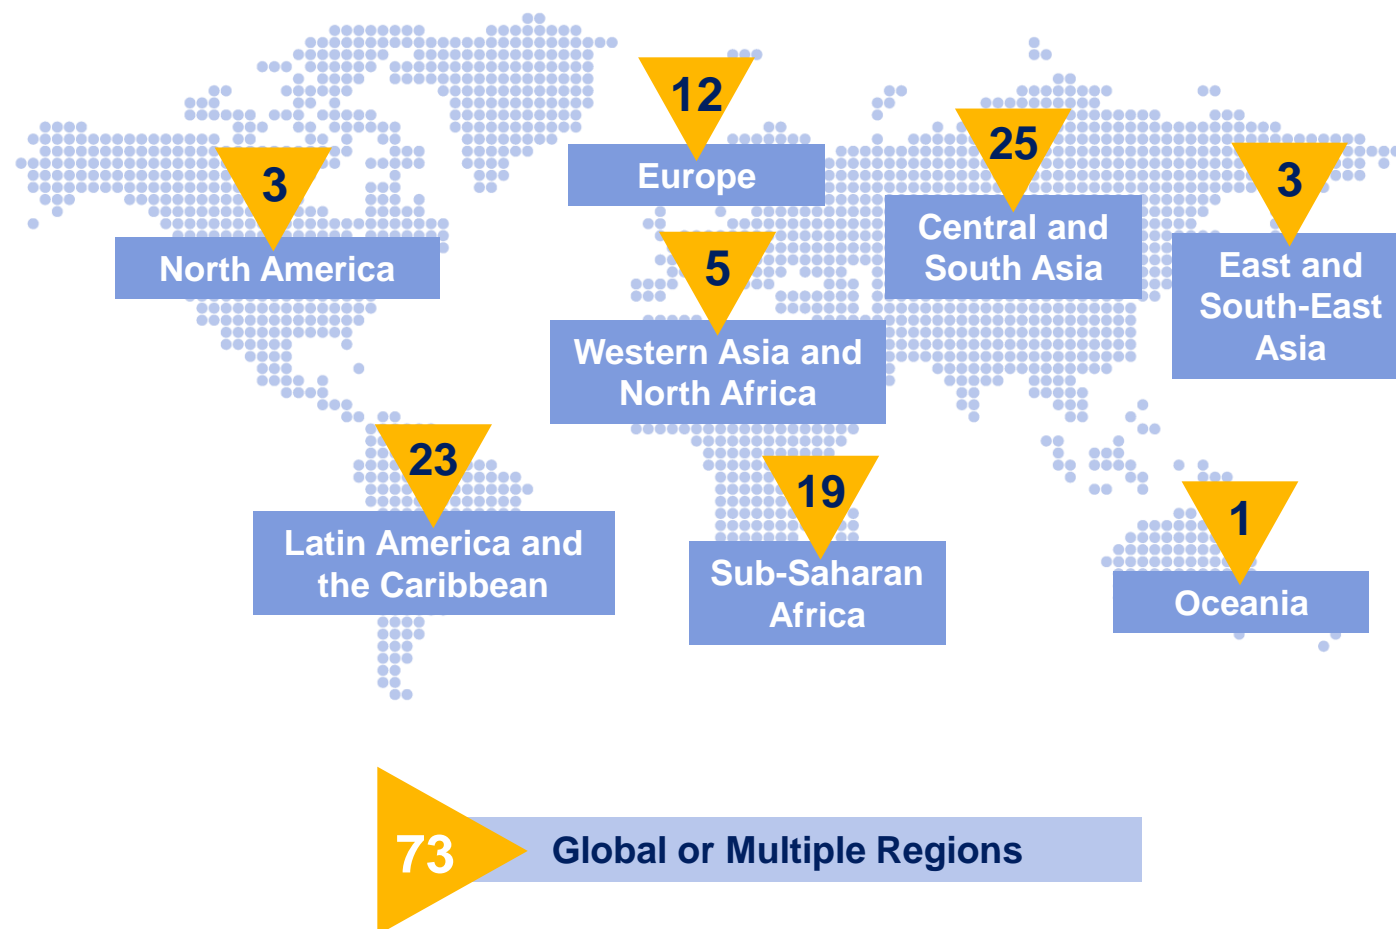 12
Europe
25
Central and
South Asia
3
North America
3
East and
South-East
Asia
5
Western Asia and
North Africa
23
Latin America and
the Caribbean
19
Sub-Saharan
Africa
1
Oceania
73
Global or Multiple Regions